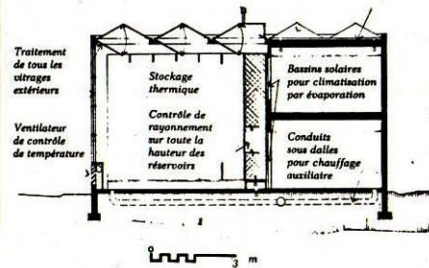 Traitement
de tous les
vitrages
extérieurs
Ventilateur
de contrôle
de température
Stockage
thermique
Contrôle de
rayonnement
sur toute la
hauteur des
réservoirs
Bassins solaires
pour climatisation
par évaporation
Conduits
sous dalles
pour chauffage
auxiliaire
0
3 m